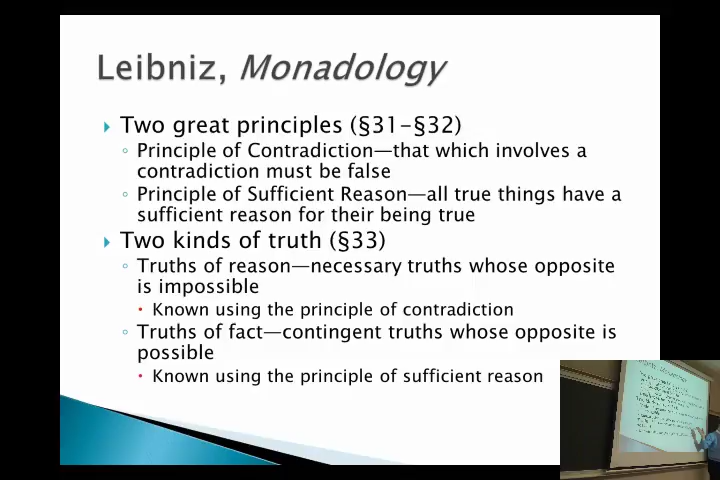 Leibniz, Monadology
Two great principles (§31-§32)
Principle of Contradiction—that which involves a
contradiction must be false
Principle of Sufficient Reason—all true things have a
sufficient reason for their being true
Two kinds of truth (§33)
Truths of reason—necessary truths whose opposite
is impossible
Known using the principle of contradiction
Truths of fact—contingent truths whose opposite is
possible
Known using the principle of sufficient reason